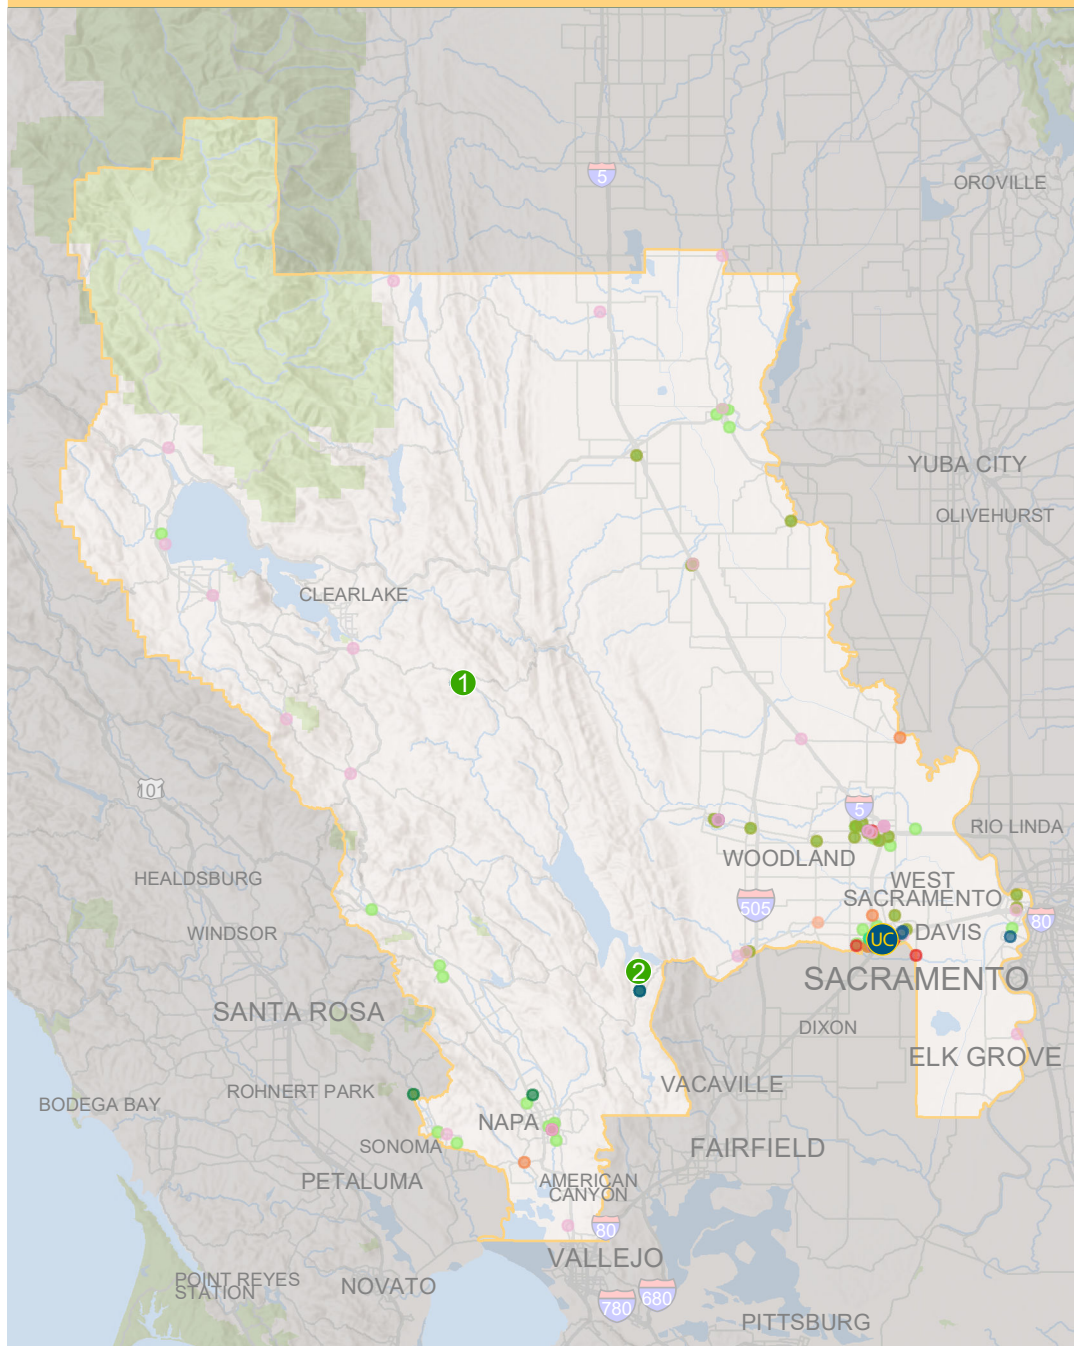 5
OROVILLE
YUBA CITY
OLIVEHURST
CLEARLAKE
1
101
5
RIO LINDA
WOODLAND
HEALDSBURG
WEST
SACRAMENTO
505
80
WINDSOR
UC
DAVIS
2
SACRAMENTO
SANTA ROSA
DIXON
ELK GROVE
VACAVILLE
ROHNERT PARK
BODEGA BAY
NAPA
SONOMA
FAIRFIELD
PETALUMA
AMERICAN
CANYON
80
VALLEJO
POINT REYES
STATION
NOVATO
680
780
PITTSBURG